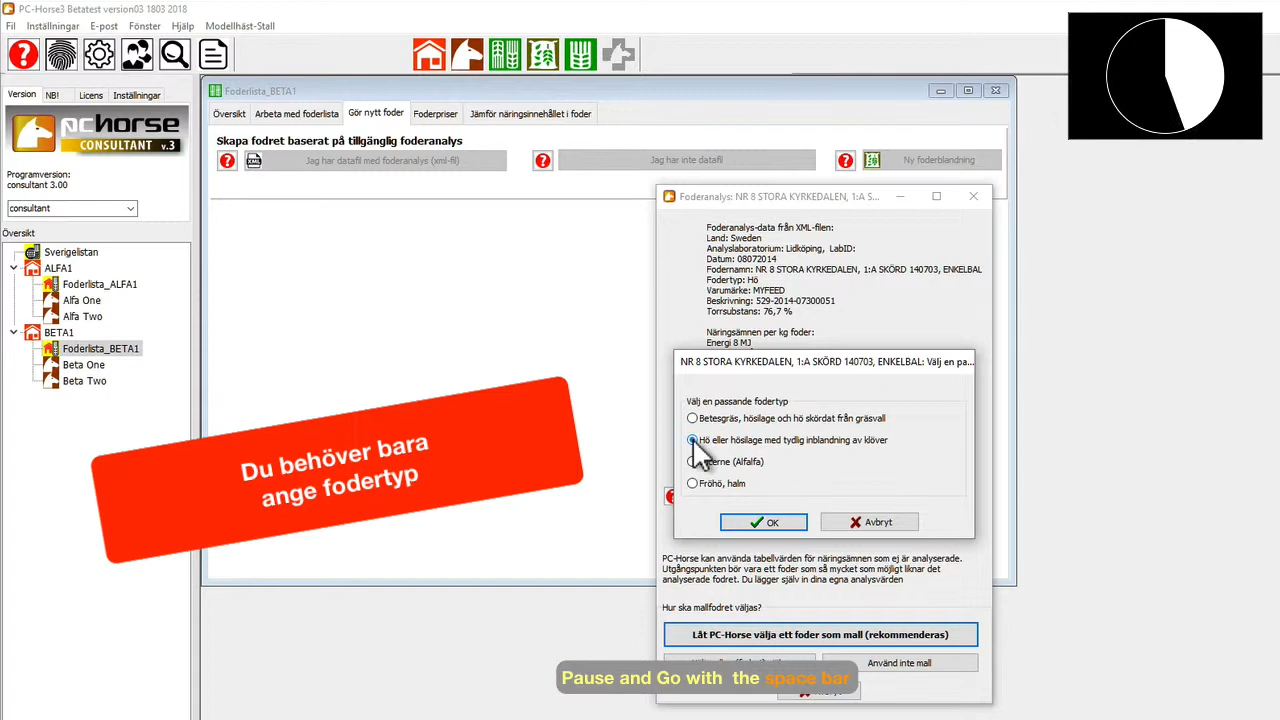 PC-Horse3 Betatest version03 1803 2018
Fil Inställningar E-post Fönster Hjälp Modellhäst-Stall
Version NB! Licens Inställningar
pchorse
CONSULTANT v.3
Programversion:
consultant 3.00
consultant
Översikt
Sverigelistan
ALFA1
Foderlista_ALFA1
Alfa One
Alfa Two
BETA1
Foderlista_BETA1
Beta One
Beta Two
Foderlista_BETA1
Översikt Arbeta med foderlista Gör nytt foder Foderpriser Jämför näringsinnehållet i foder
Skapa fodret baserat på tillgänglig foderanalys
XML Jag har datafil med foderanalys (xml-fil) Jag har inte datafil Ny foderblandning
Foderanalys: NR 8 STORA KYRKEDALEN, 1:A S...
Foderanalys-data från XML-filen:
Land: Sweden
Analyslaboratorium: Lidköping, LabID:
Datum: 08072014
Fodernamn: NR 8 STORA KYRKEDALEN, 1:A SKÖRD 140703, ENKELBAL
Fodertyp: Hö
Varumärke: MYFEED
Beskrivning: 529-2014-07300051
Torrsubstans: 76,7 %
Näringsämnen per kg foder:
Energi 8 MJ
NR 8 STORA KYRKEDALEN, 1:A SKÖRD 140703, ENKELBAL: Välj en pa...
Välj en passande fodertyp
Betesgräs, hösilage och hö skördat från gräsvall
Hö eller hösilage med tydlig inblandning av klöver
(Alfalfa)
Fröhö, halm
OK Avbryt
PC-Horse kan använda tabellvärden för näringsämnen som ej är analyserade.
Utgångspunkten bör vara ett foder som så mycket som möjligt liknar det
analyserade fodret. Du lägger själv in dina egna analysvärden
Hur ska mallfodret väljas?
Låt PC-Horse välja ett foder som mall (rekommenderas)
Använd inte mall
Du behöver bara
ange fodertyp
Pause and Go with the space bar